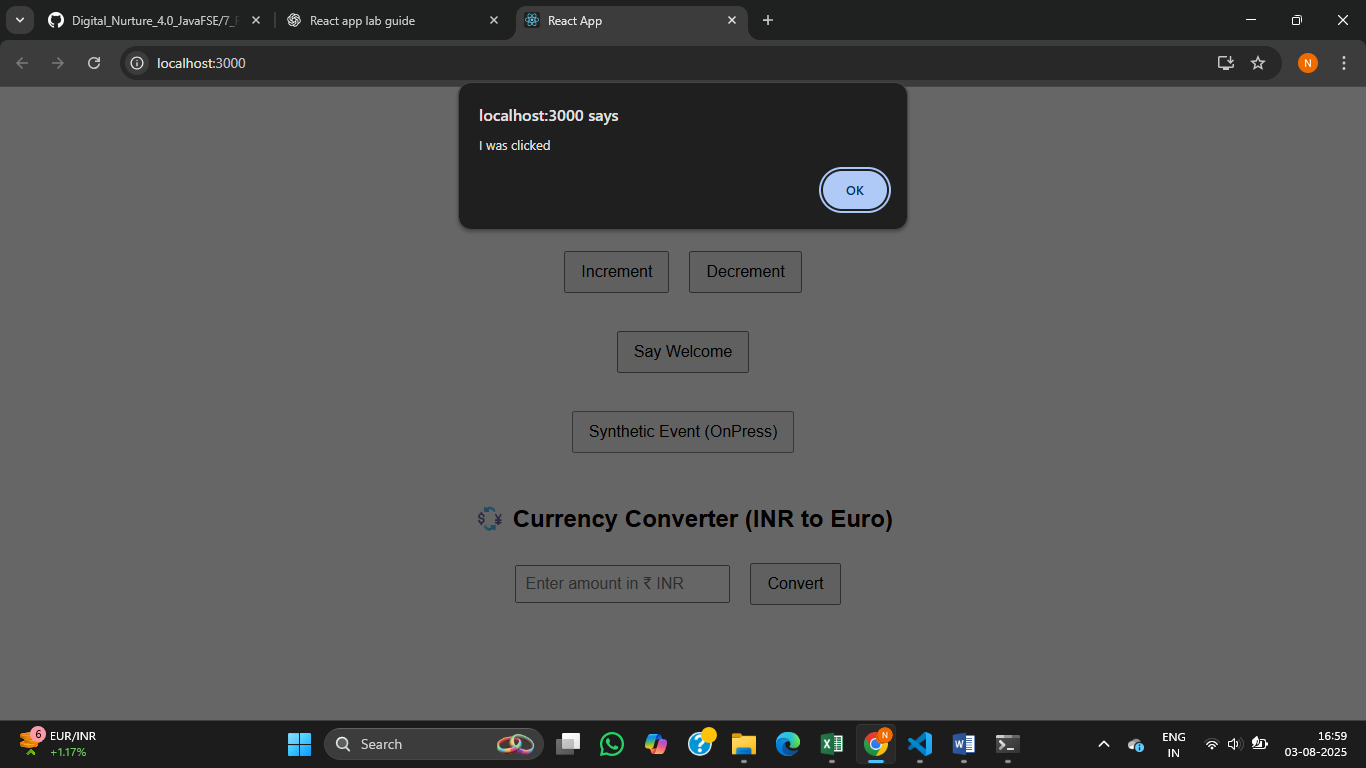 Digital_Nurture_4.0_JavaFSE/7_
React app lab guide
React App
localhost:3000
N
localhost:3000 says
I was clicked
OK
Increment
Decrement
Say Welcome
Synthetic Event (OnPress)
Currency Converter (INR to Euro)
Enter amount in ₹ INR
Convert
6
EUR/INR
+1.17%
Search
N
ENG
IN
16:59
03-08-2025